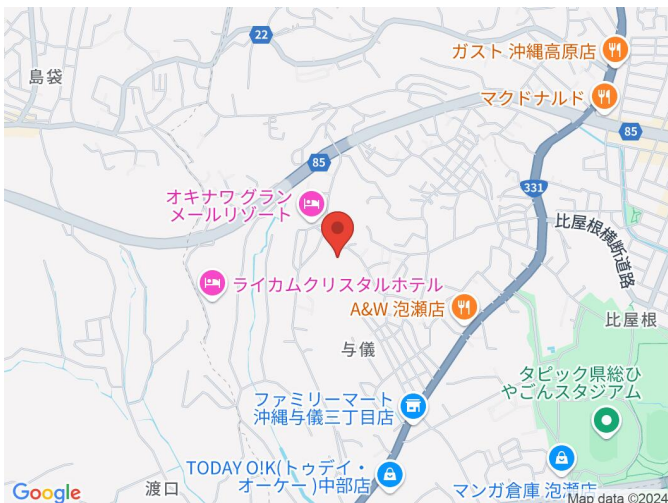 22
ガスト 沖縄高原店
島袋
マクドナルド
85
85
オキナワ グラン
メールリゾート
331
比屋根横断道路
ライカムクリスタルホテル
A&W 泡瀬店
比屋根
与儀
タピック県総ひ
やごんスタジアム
ファミリーマート
沖縄与儀三丁目店
TODAY O!K(トゥデイ・
オーケー )中部店
マンガ倉庫 泡瀬店
渡口
Google
Map data ©2024